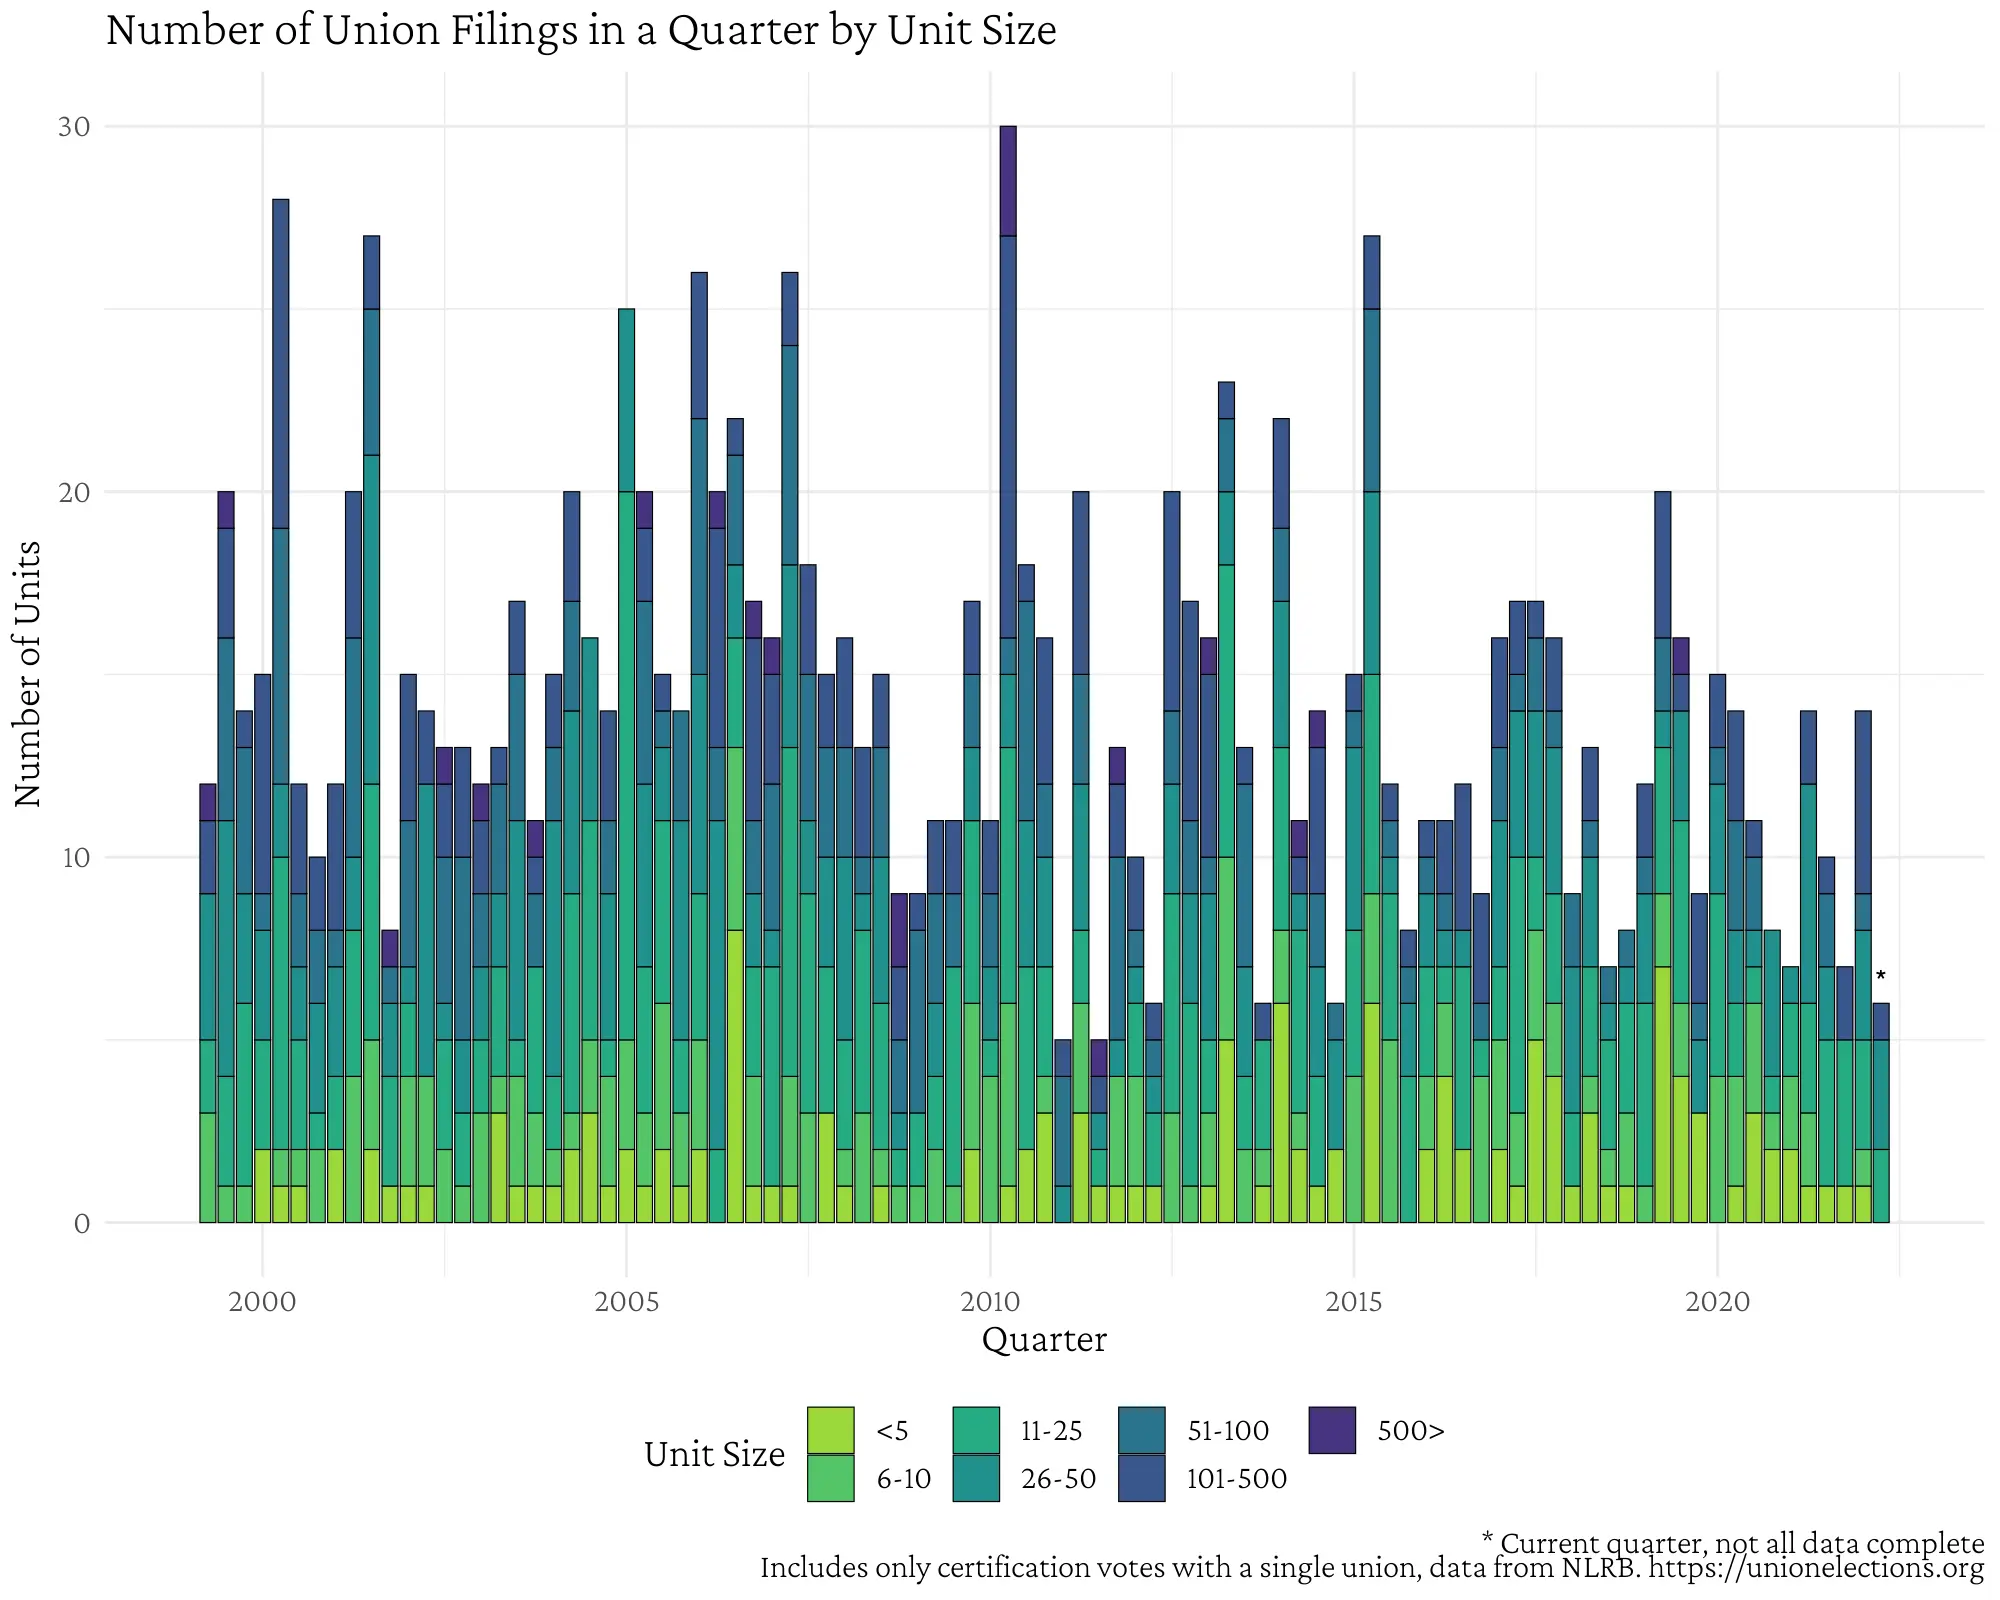 Number of Union Filings in a Quarter by Unit Size
30
20
10
0
Number of Units
2000 2005 2010 2015 2020
*
Quarter
Unit Size
<5 11-25 51-100 500>
6-10 26-50 101-500
* Current quarter, not all data complete
Includes only certification votes with a single union, data from NLRB. https://unionelections.org